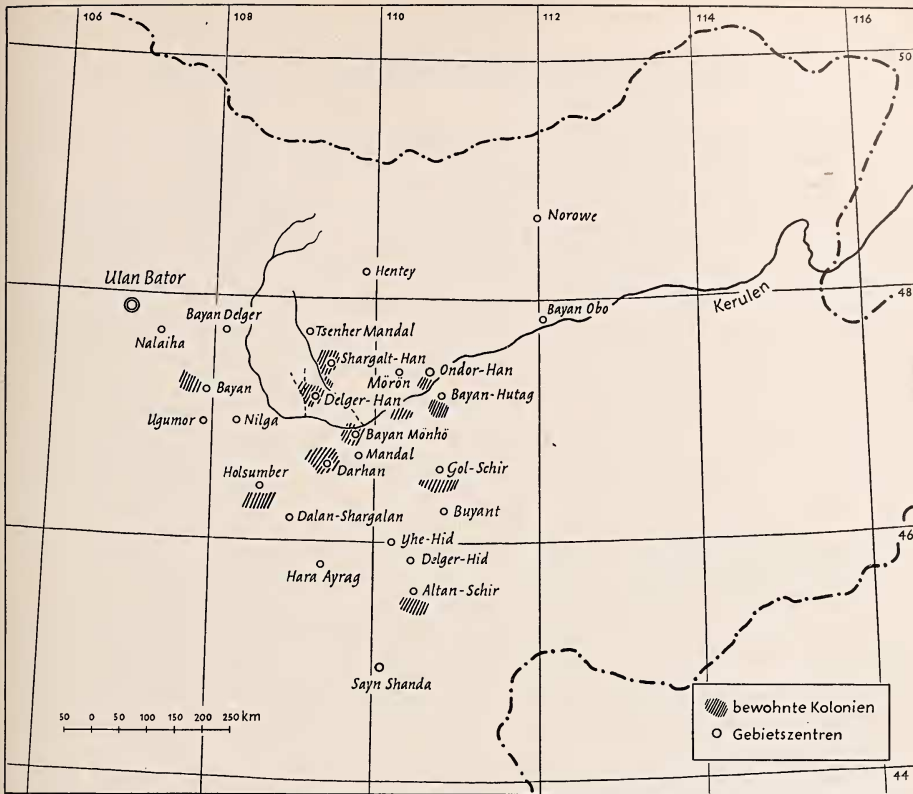 106
108
110
112
114
116
50
Norowe
Hentey
Ulan Bator
48
Kerulen
Bayan Obo
Bayan Delger
Nalaiha
Tsenher Mandal
Shargalt-Han
Mörön
Ondor-Han
Bayan
Delger-Han
Bayan-Hutag
Ugumor
Nilga
Bayan Mönhö
Mandal
Darhan
Gol-Schir
Holsumber
Buyant
Dalan-Shargalan
Yhe-Hid
46
Delger-Hid
Hara Ayrag
Altan-Schir
Sayn Shanda
50 0 50 100 150 200 250 km
bewohnte Kolonien
Gebietszentren
44